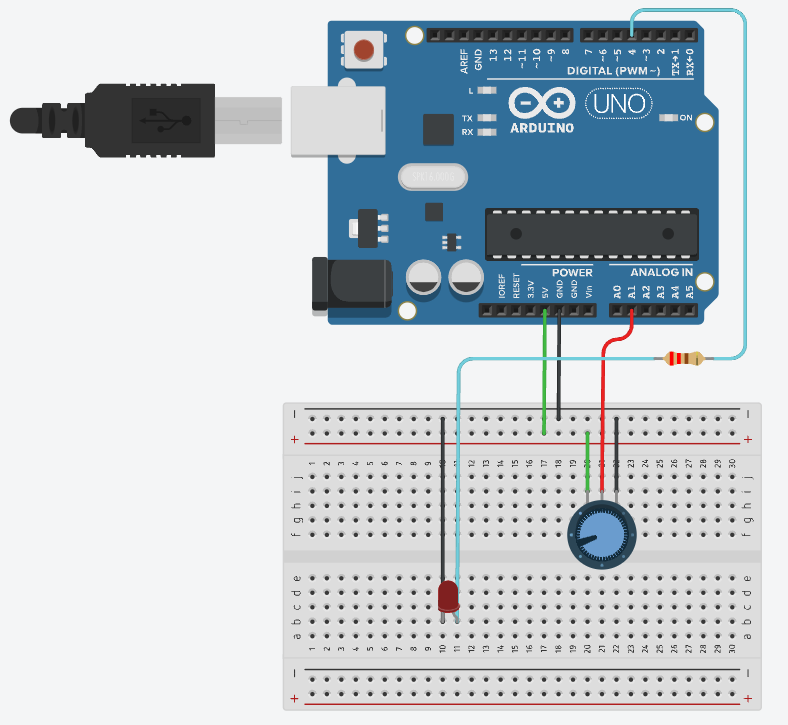 AREF GND 13 12 ~11 ~10 ~9 8 7 ~6 ~5 4 ~3 2 TX→1 RX←0
DIGITAL (PWM ~)
L
TX
RX
UNO
ARDUINO
ON
POWER
ANALOG IN
IOREF RESET 3.3V 5V GND GND Vin A0 A1 A2 A3 A4 A5
− −
+ +
1 2 3 4 5 6 7 8 9 10 11 12 13 14 15 16 17 18 19 20 21 22 23 24 25 26 27 28 29 30
j j
i i
h h
g g
f f
e e
d d
c c
b b
a a
1 2 3 4 5 6 7 8 9 10 11 12 13 14 15 16 17 18 19 20 21 22 23 24 25 26 27 28 29 30
− −
+ +